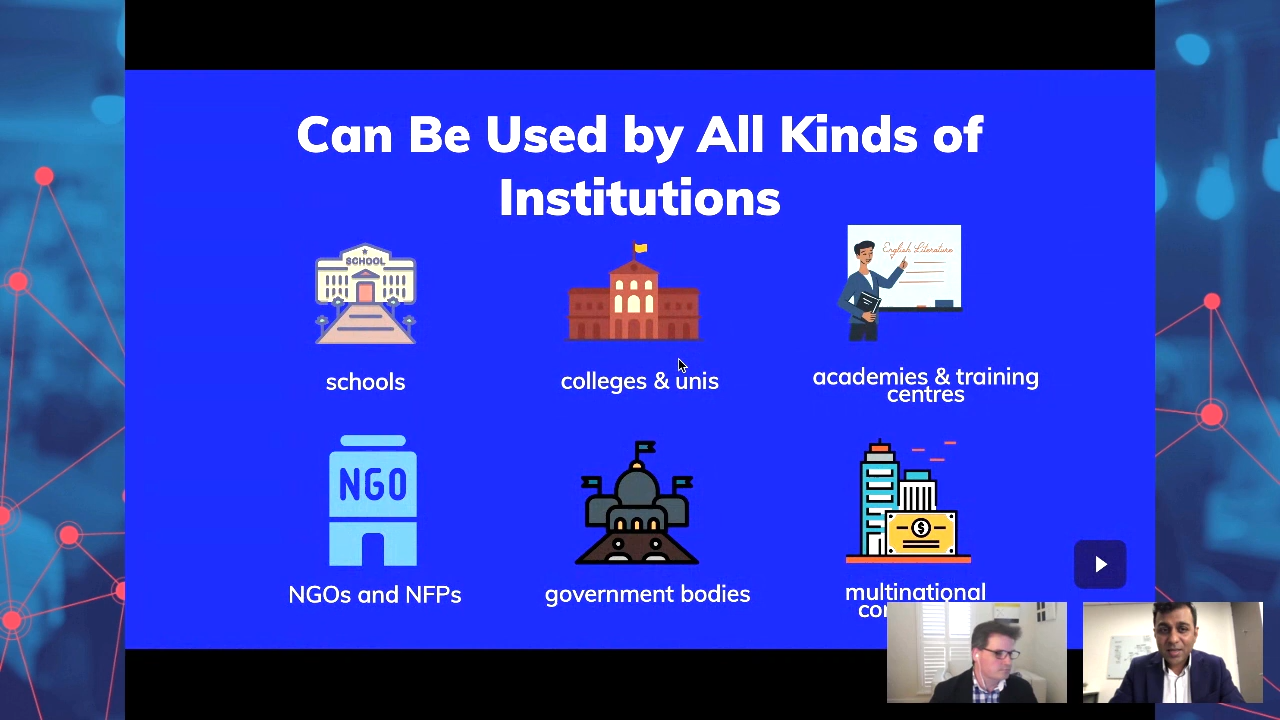 Can Be Used by All Kinds of
Institutions
SCHOOL
English Literature
schools
colleges & unis
academies & training
centres
NGO
$
NGOs and NFPs
government bodies
multinational